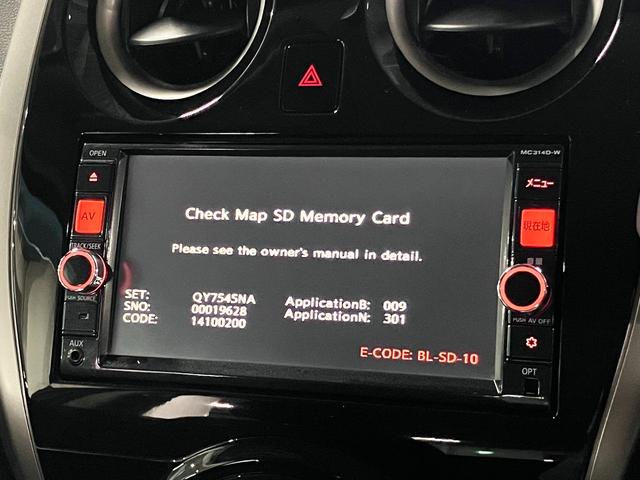 OPEN
MC314D-W
AV
TRACK/SEEK
PUSH SOURCE
AUX
Check Map SD Memory Card
Please see the owner's manual in detail.
SET: QY7545NA ApplicationB: 009
SNO: 00019628 ApplicationN: 301
CODE: 14100200
E-CODE: BL-SD-10
メニュー
現在地
音量
PUSH AV OFF
OPT